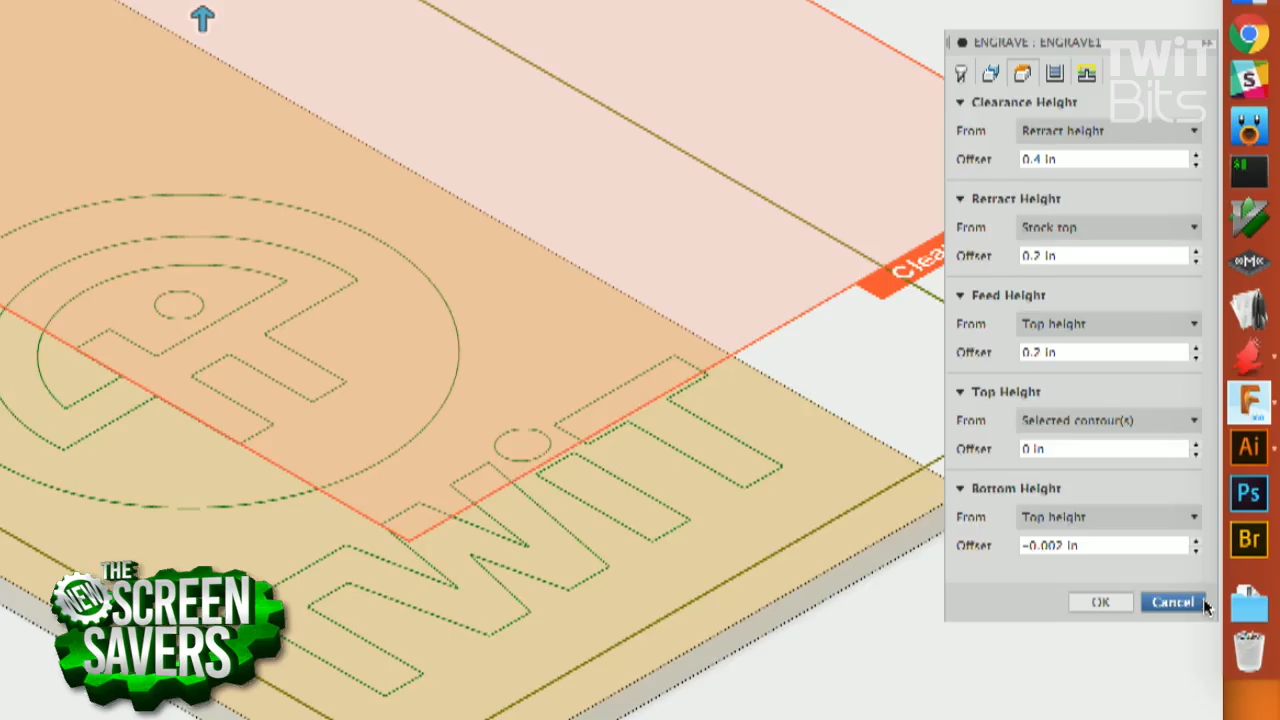 ENGRAVE : ENGRAVE1
TWiT
Bits
Clearance Height
From Retract height
Offset 0.4 in
Retract Height
From Stock top
Offset 0.2 in
Clea
Feed Height
From Top height
Offset 0.2 in
Top Height
From Selected contour(s)
Offset 0 in
Bottom Height
From Top height
Offset -0.002 in
OK Cancel
TWiT
THE
NEW SCREEN
SAVERS
S
$
M
F
Ai
Ps
Br